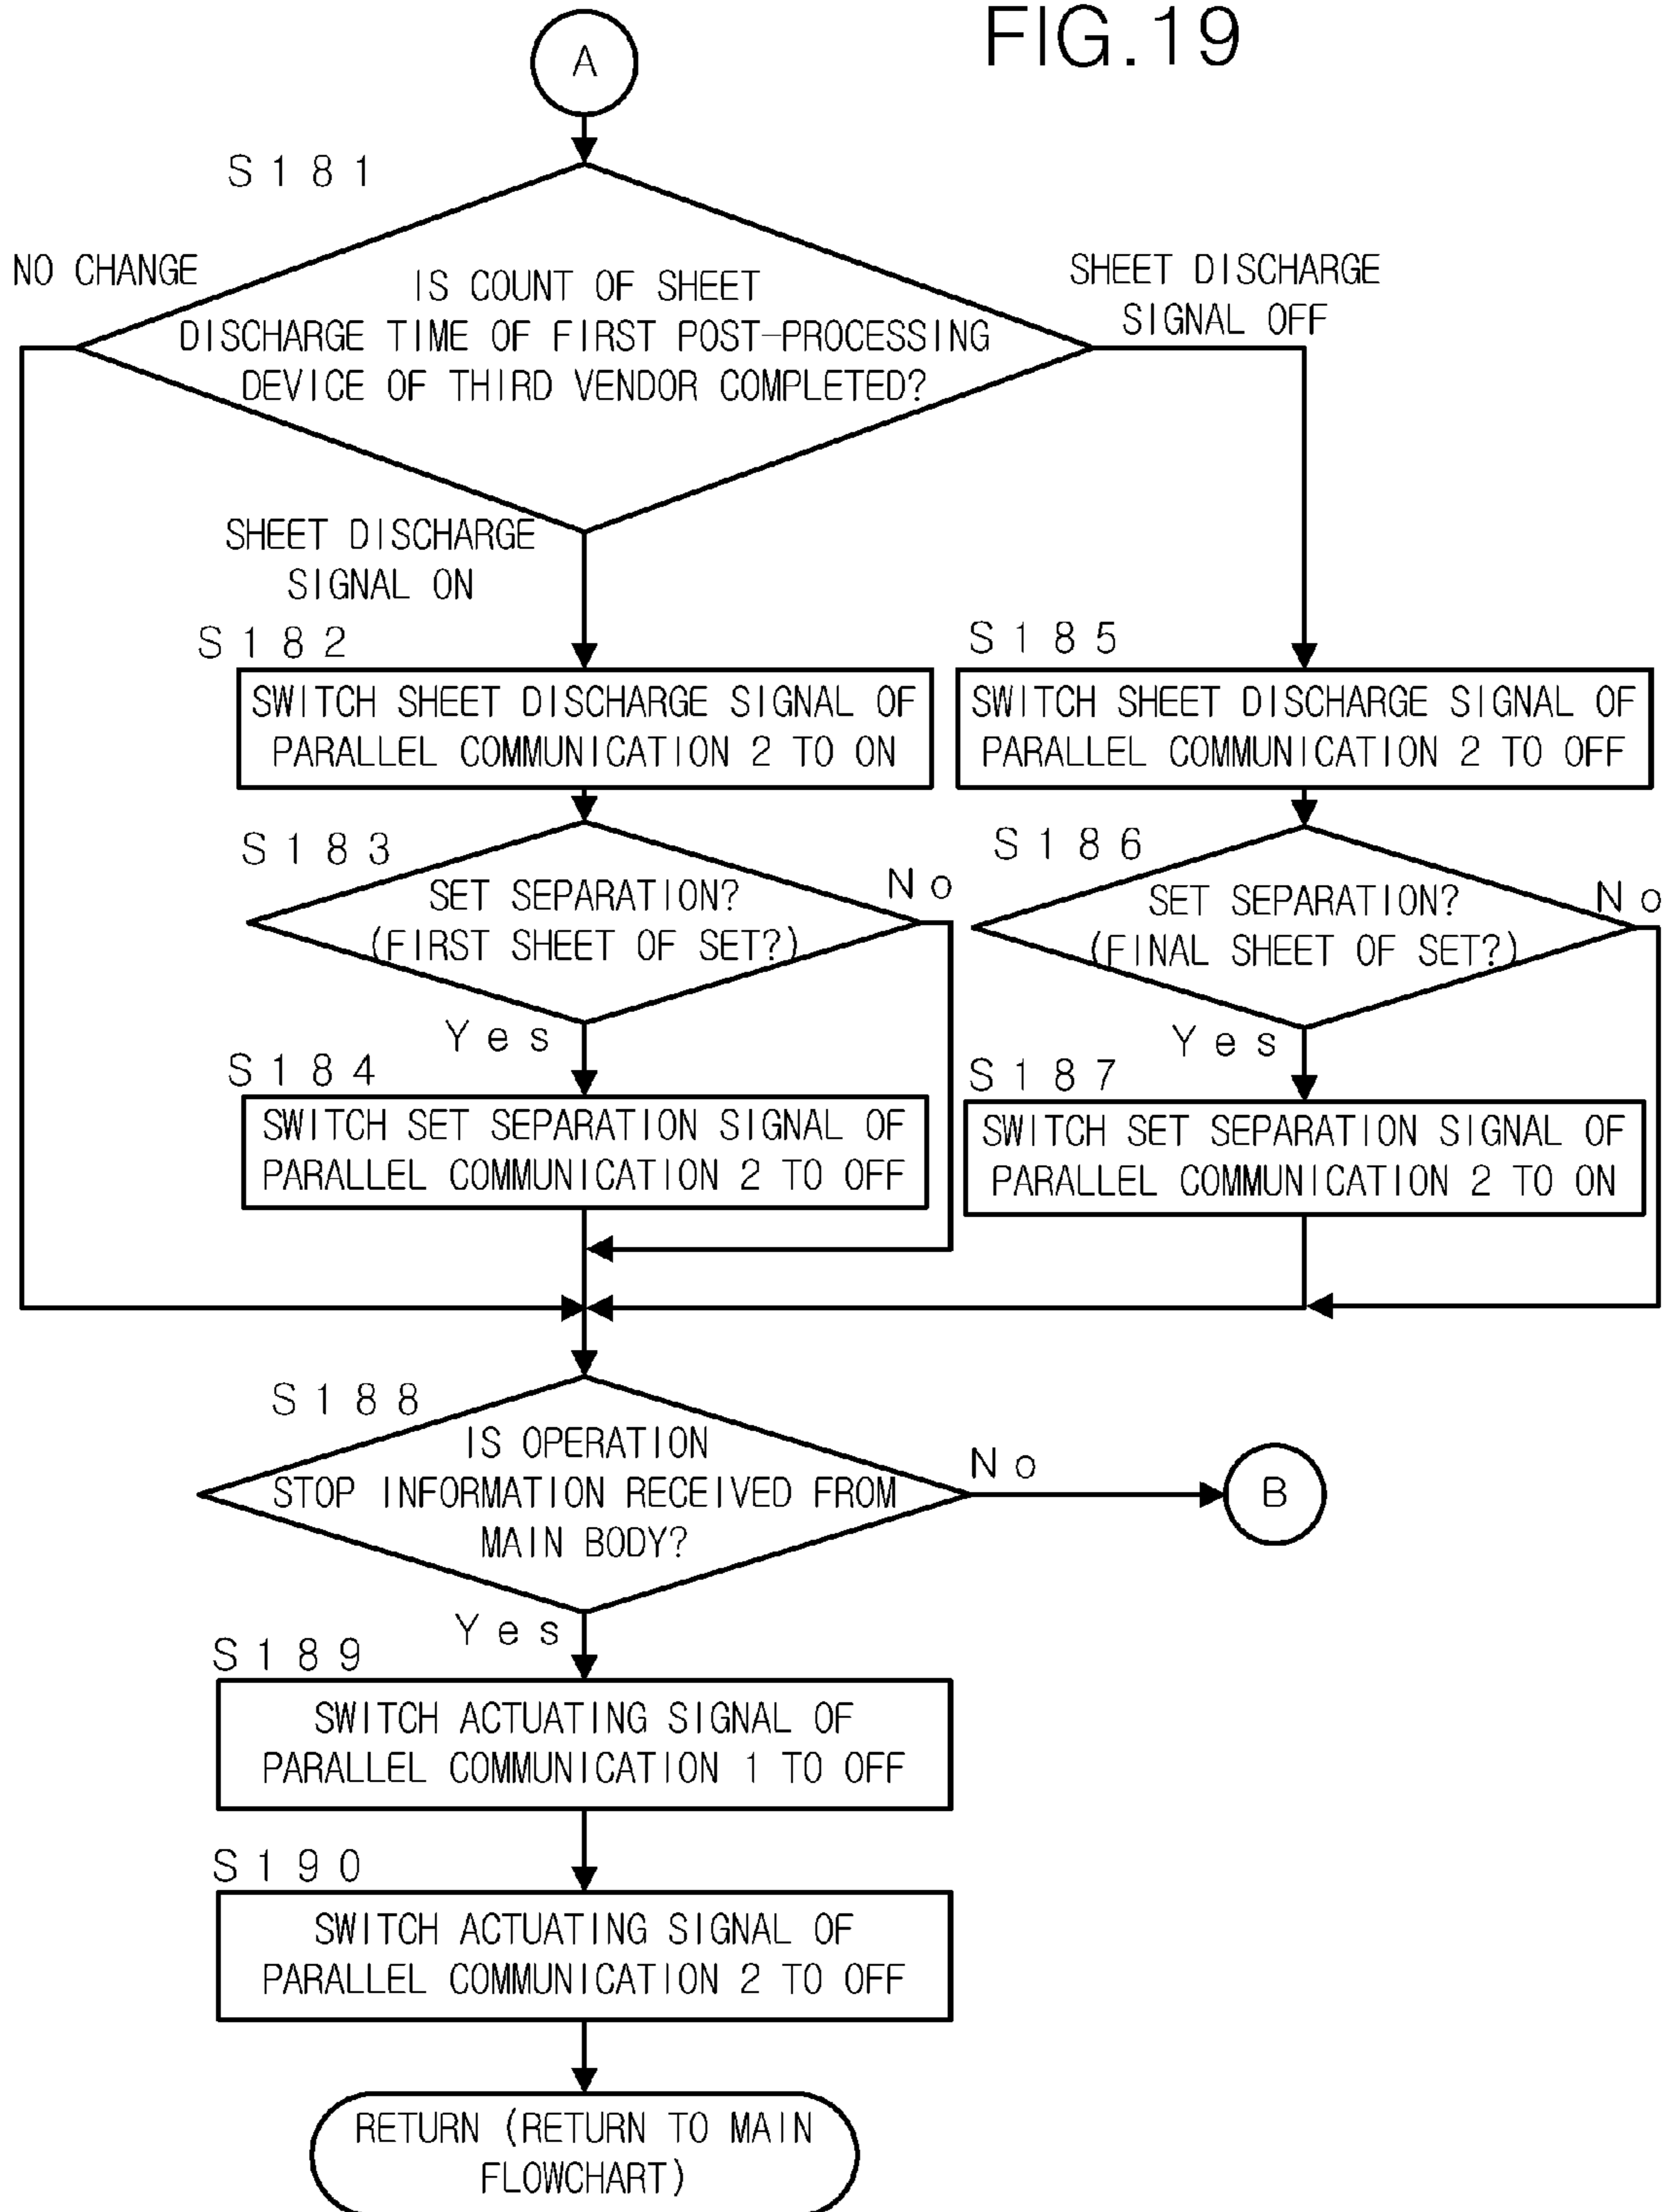 FIG.19
A
S181
NO CHANGE
IS COUNT OF SHEET
DISCHARGE TIME OF FIRST POST-PROCESSING
DEVICE OF THIRD VENDOR COMPLETED?
SHEET DISCHARGE
SIGNAL OFF
SHEET DISCHARGE
SIGNAL ON
S182
SWITCH SHEET DISCHARGE SIGNAL OF
PARALLEL COMMUNICATION 2 TO ON
S185
SWITCH SHEET DISCHARGE SIGNAL OF
PARALLEL COMMUNICATION 2 TO OFF
S183
SET SEPARATION?
(FIRST SHEET OF SET?)
No
S186
SET SEPARATION?
(FINAL SHEET OF SET?)
No
Yes
S184
SWITCH SET SEPARATION SIGNAL OF
PARALLEL COMMUNICATION 2 TO OFF
Yes
S187
SWITCH SET SEPARATION SIGNAL OF
PARALLEL COMMUNICATION 2 TO ON
S188
IS OPERATION
STOP INFORMATION RECEIVED FROM
MAIN BODY?
No
B
Yes
S189
SWITCH ACTUATING SIGNAL OF
PARALLEL COMMUNICATION 1 TO OFF
S190
SWITCH ACTUATING SIGNAL OF
PARALLEL COMMUNICATION 2 TO OFF
RETURN (RETURN TO MAIN
FLOWCHART)